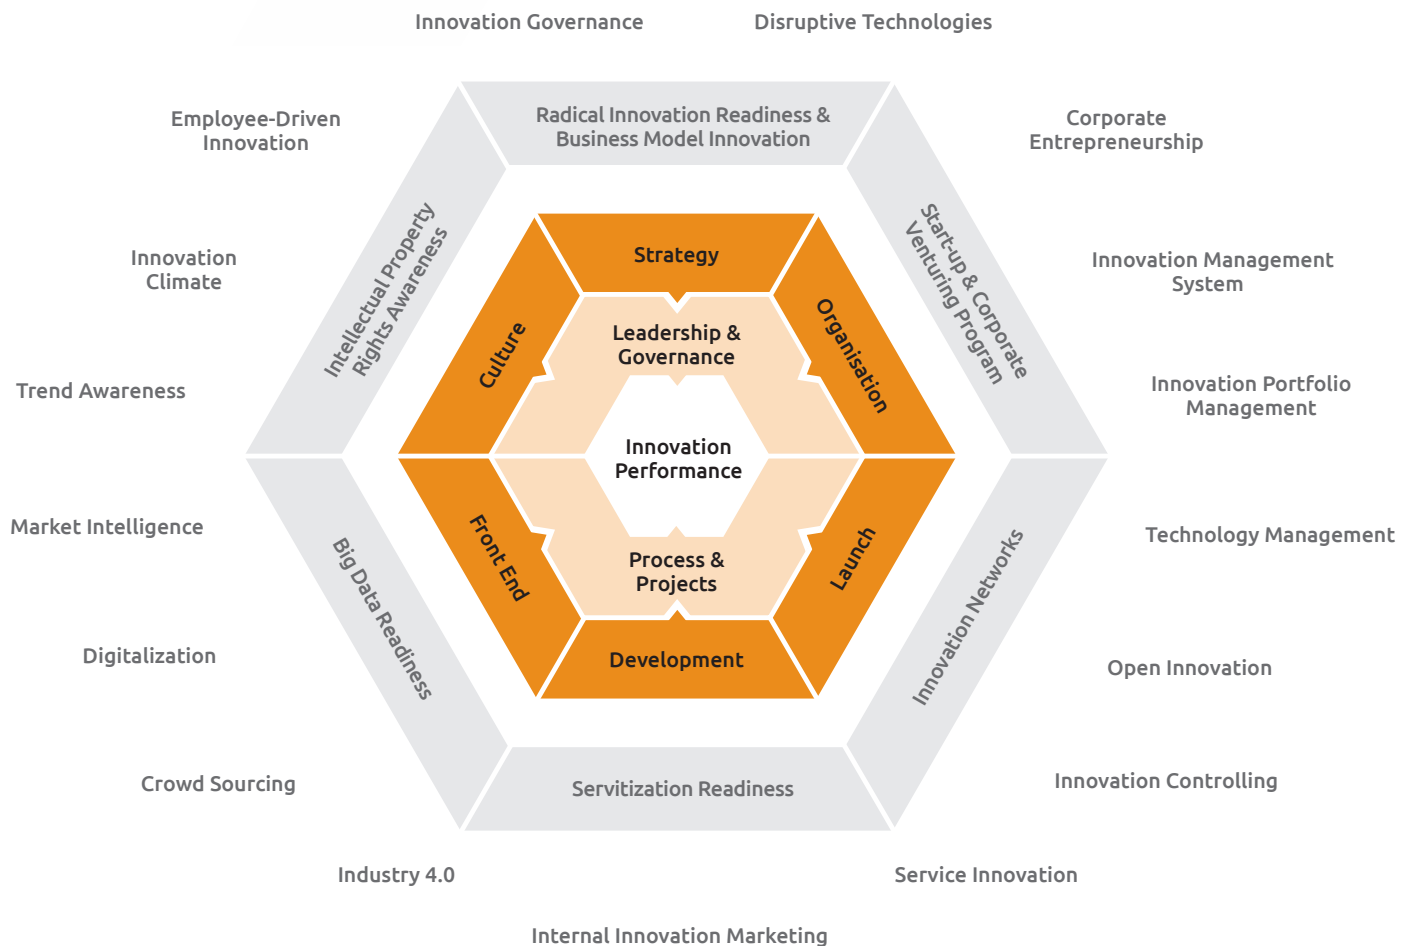 Innovation Governance
Disruptive Technologies
Employee-Driven
Innovation
Radical Innovation Readiness &
Business Model Innovation
Corporate
Entrepreneurship
Innovation
Climate
Intellectual Property
Rights Awareness
Strategy
Start-up & Corporate
Venturing Program
Innovation Management
System
Culture
Leadership &
Governance
Organisation
Trend Awareness
Innovation Portfolio
Management
Innovation
Performance
Market Intelligence
Big Data Readiness
Front End
Process &
Projects
Launch
Innovation Networks
Technology Management
Digitalization
Development
Open Innovation
Crowd Sourcing
Servitization Readiness
Innovation Controlling
Industry 4.0
Service Innovation
Internal Innovation Marketing